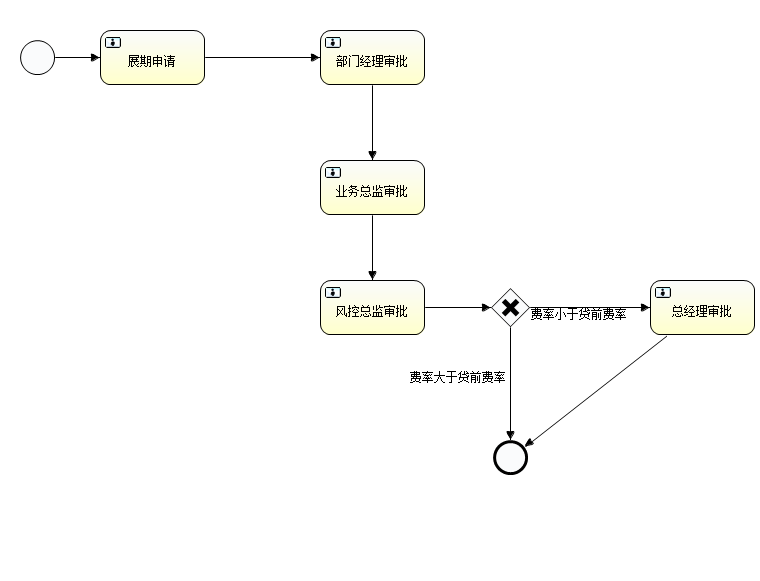 展期申请
部门经理审批
业务总监审批
风控总监审批
费率小于贷前费率
总经理审批
费率大于贷前费率